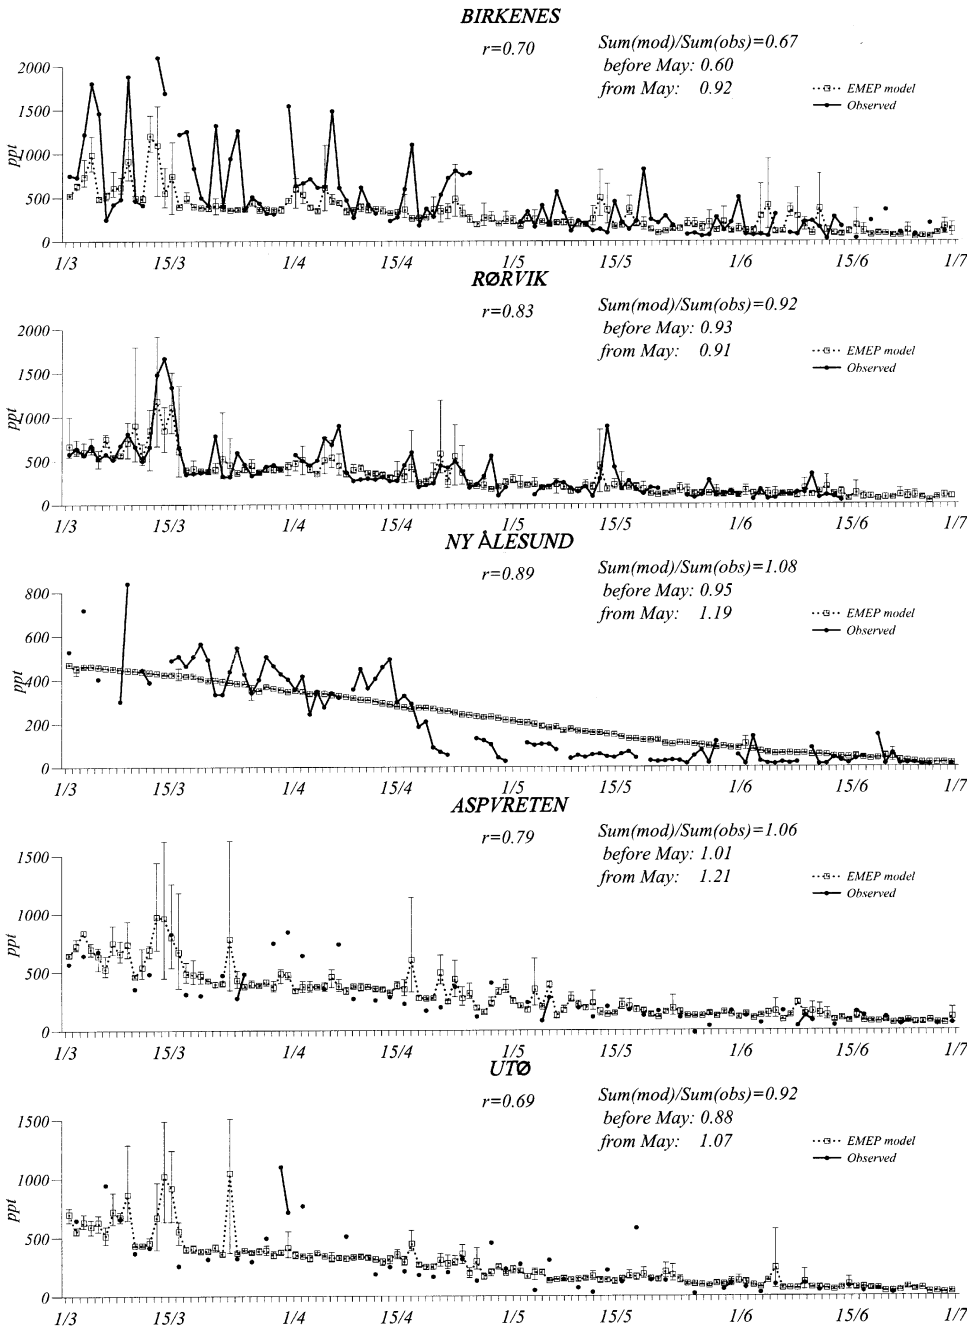 BIRKENES
r=0.70
Sum(mod)/Sum(obs)=0.67
before May: 0.60
from May: 0.92
EMEP model
Observed
2000
1500
1000
500
0
ppt
1/3 15/3 1/4 15/4 1/5 15/5 1/6 15/6 1/7
RØRVIK
r=0.83
Sum(mod)/Sum(obs)=0.92
before May: 0.93
from May: 0.91
EMEP model
Observed
2000
1500
1000
500
0
ppt
1/3 15/3 1/4 15/4 1/5 15/5 1/6 15/6 1/7
NY ÅLESUND
r=0.89
Sum(mod)/Sum(obs)=1.08
before May: 0.95
from May: 1.19
EMEP model
Observed
800
600
400
200
0
ppt
1/3 15/3 1/4 15/4 1/5 15/5 1/6 15/6 1/7
ASPVRETEN
r=0.79
Sum(mod)/Sum(obs)=1.06
before May: 1.01
from May: 1.21
EMEP model
Observed
1500
1000
500
0
ppt
1/3 15/3 1/4 15/4 1/5 15/5 1/6 15/6 1/7
UTØ
r=0.69
Sum(mod)/Sum(obs)=0.92
before May: 0.88
from May: 1.07
EMEP model
Observed
1500
1000
500
0
ppt
1/3 15/3 1/4 15/4 1/5 15/5 1/6 15/6 1/7